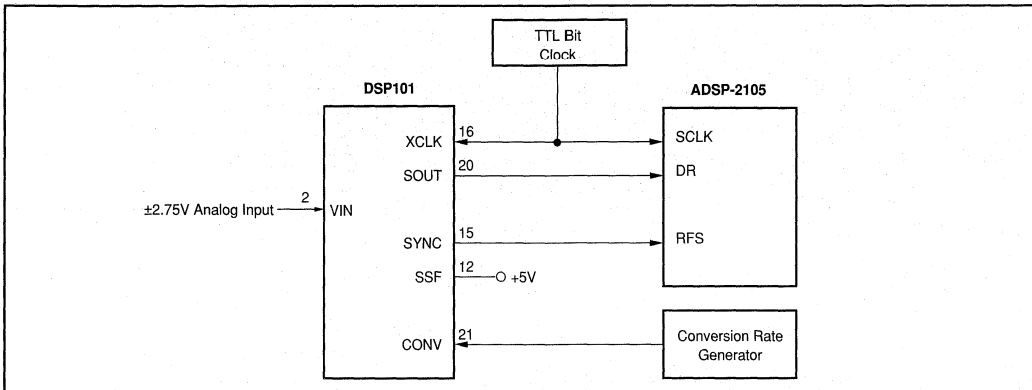 TTL Bit
Clock
DSP101
ADSP-2105
XCLK
16
SCLK
SOUT
20
DR
±2.75V Analog Input
2
VIN
SYNC
15
RFS
SSF
12
+5V
CONV
21
Conversion Rate
Generator